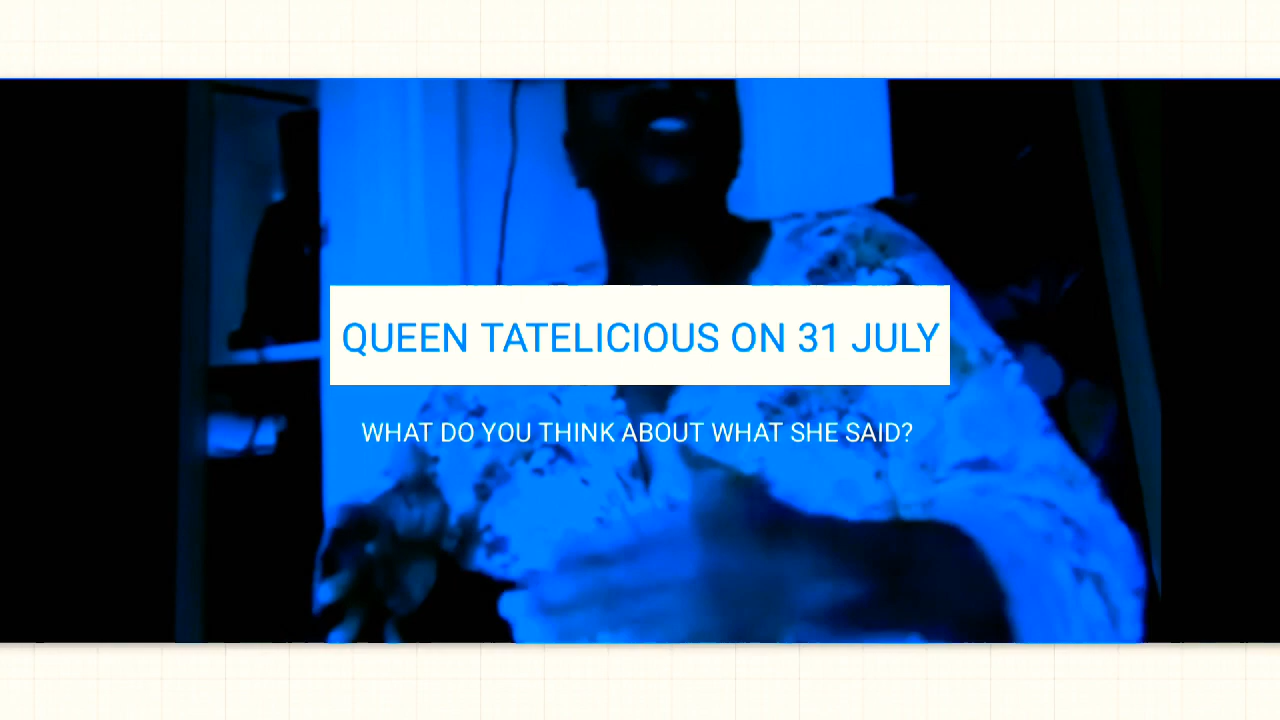 QUEEN TATELICIOUS ON 31 JULY
WHAT DO YOU THINK ABOUT WHAT SHE SAID?